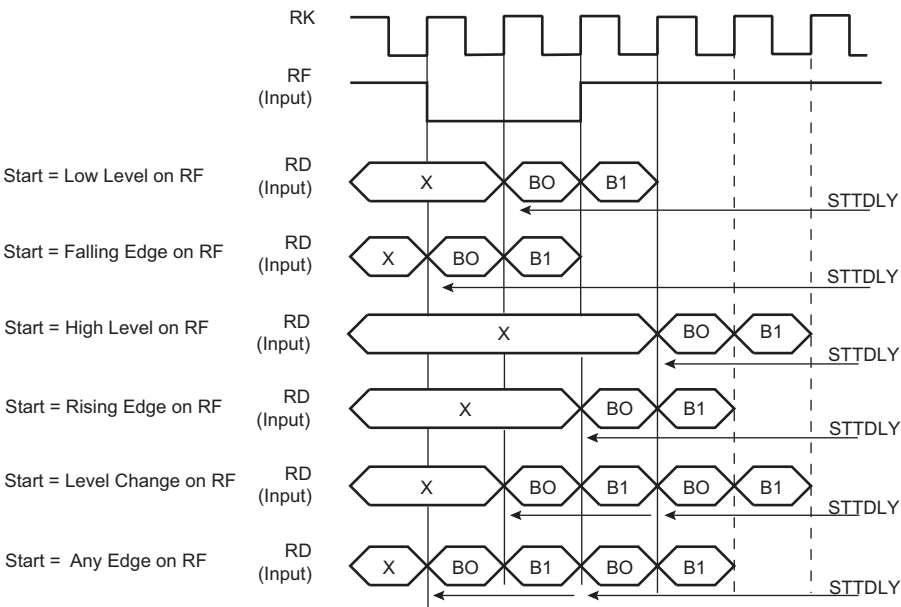 RK
RF
(Input)
Start = Low Level on RF
RD
(Input)
X
BO
B1
STTDLY
Start = Falling Edge on RF
RD
(Input)
X
BO
B1
STTDLY
Start = High Level on RF
RD
(Input)
X
BO
B1
STTDLY
Start = Rising Edge on RF
RD
(Input)
X
BO
B1
STTDLY
Start = Level Change on RF
RD
(Input)
X
BO
B1
BO
B1
STTDLY
Start = Any Edge on RF
RD
(Input)
X
BO
B1
BO
B1
STTDLY